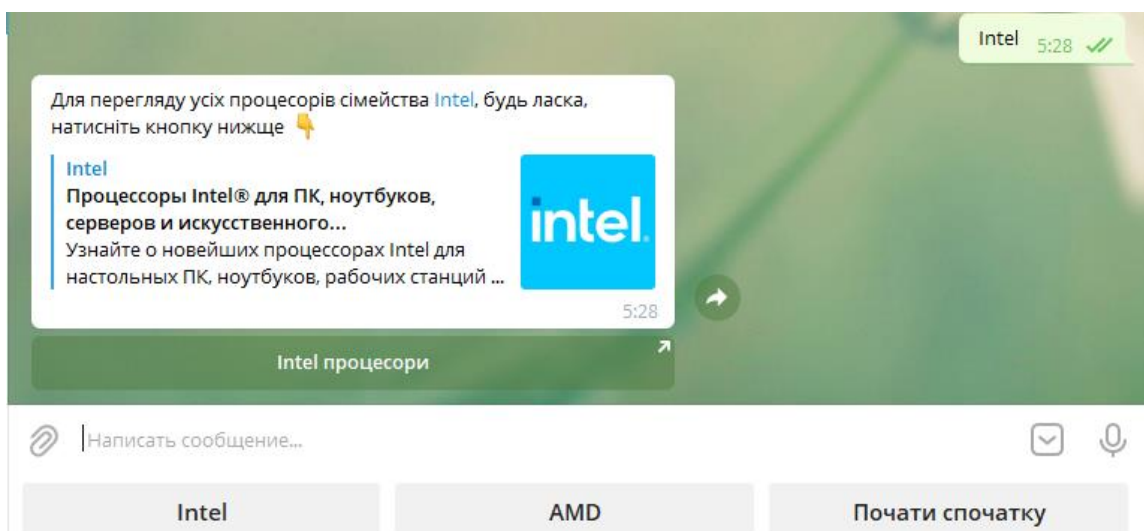 Intel 5:28
Для перегляду усіх процесорів сімейства Intel, будь ласка,
натисніть кнопку нижще 👇
Intel
Процессоры Intel® для ПК, ноутбуков,
серверов и искусственного...
Узнайте о новейших процессорах Intel для
настольных ПК, ноутбуков, рабочих станций ...
intel.
5:28
Intel процесори
Написать сообщение...
Intel
AMD
Почати спочатку